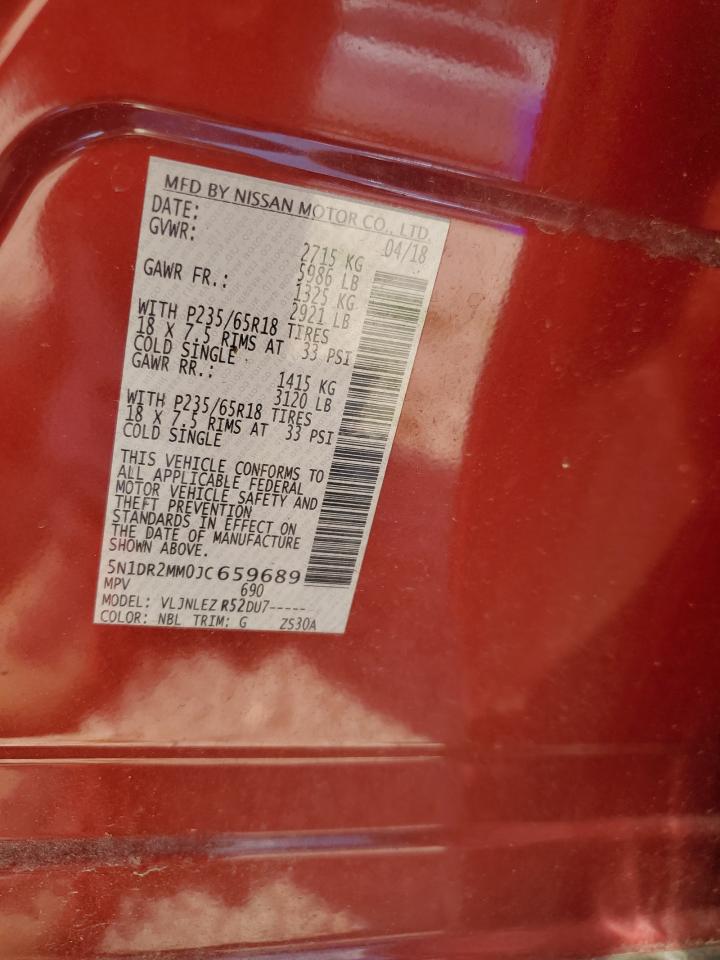 MFD BY NISSAN MOTOR CO., LTD.
DATE: 04/18
GVWR: 2715 KG
5986 LB
GAWR FR.: 1325 KG
2921 LB
WITH P235/65R18 TIRES
18 X 7.5 RIMS AT 33 PSI
COLD SINGLE
GAWR RR.: 1415 KG
3120 LB
WITH P235/65R18 TIRES
18 X 7.5 RIMS AT 33 PSI
COLD SINGLE
THIS VEHICLE CONFORMS TO
ALL APPLICABLE FEDERAL
MOTOR VEHICLE SAFETY AND
THEFT PREVENTION
STANDARDS IN EFFECT ON
THE DATE OF MANUFACTURE
SHOWN ABOVE.
5N1DR2MM0JC659689
MPV 690
MODEL: VLJNLEZ R52DU7-----
COLOR: NBL TRIM: G ZS30A